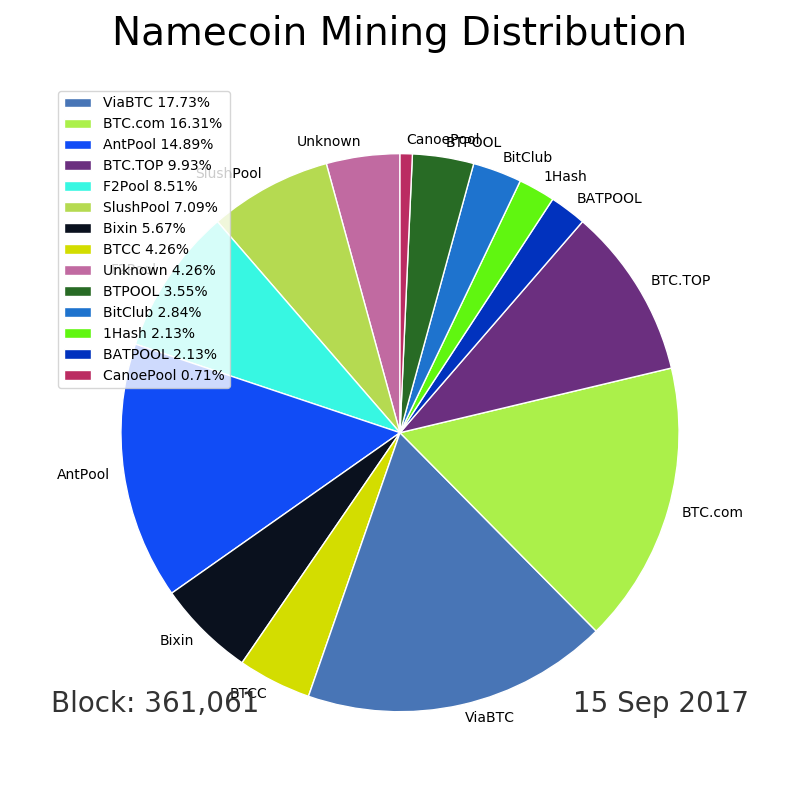 Namecoin Mining Distribution
ViaBTC 17.73%
BTC.com 16.31%
AntPool 14.89%
BTC.TOP 9.93%
F2Pool 8.51%
SlushPool 7.09%
Bixin 5.67%
BTCC 4.26%
Unknown 4.26%
BTPOOL 3.55%
BitClub 2.84%
1Hash 2.13%
BATPOOL 2.13%
CanoePool 0.71%
CanoePool
BTPOOL
BitClub
1Hash
BATPOOL
BTC.TOP
BTC.com
ViaBTC
BTCC
Bixin
AntPool
SlushPool
Unknown
Block: 361,061
15 Sep 2017